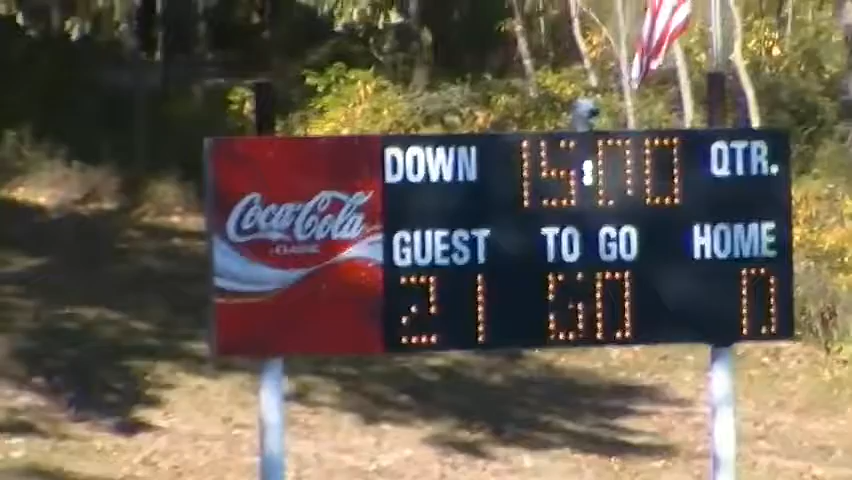 DOWN 15:00 QTR.
Coca-Cola
CLASSIC
GUEST TO GO HOME
21 50 0